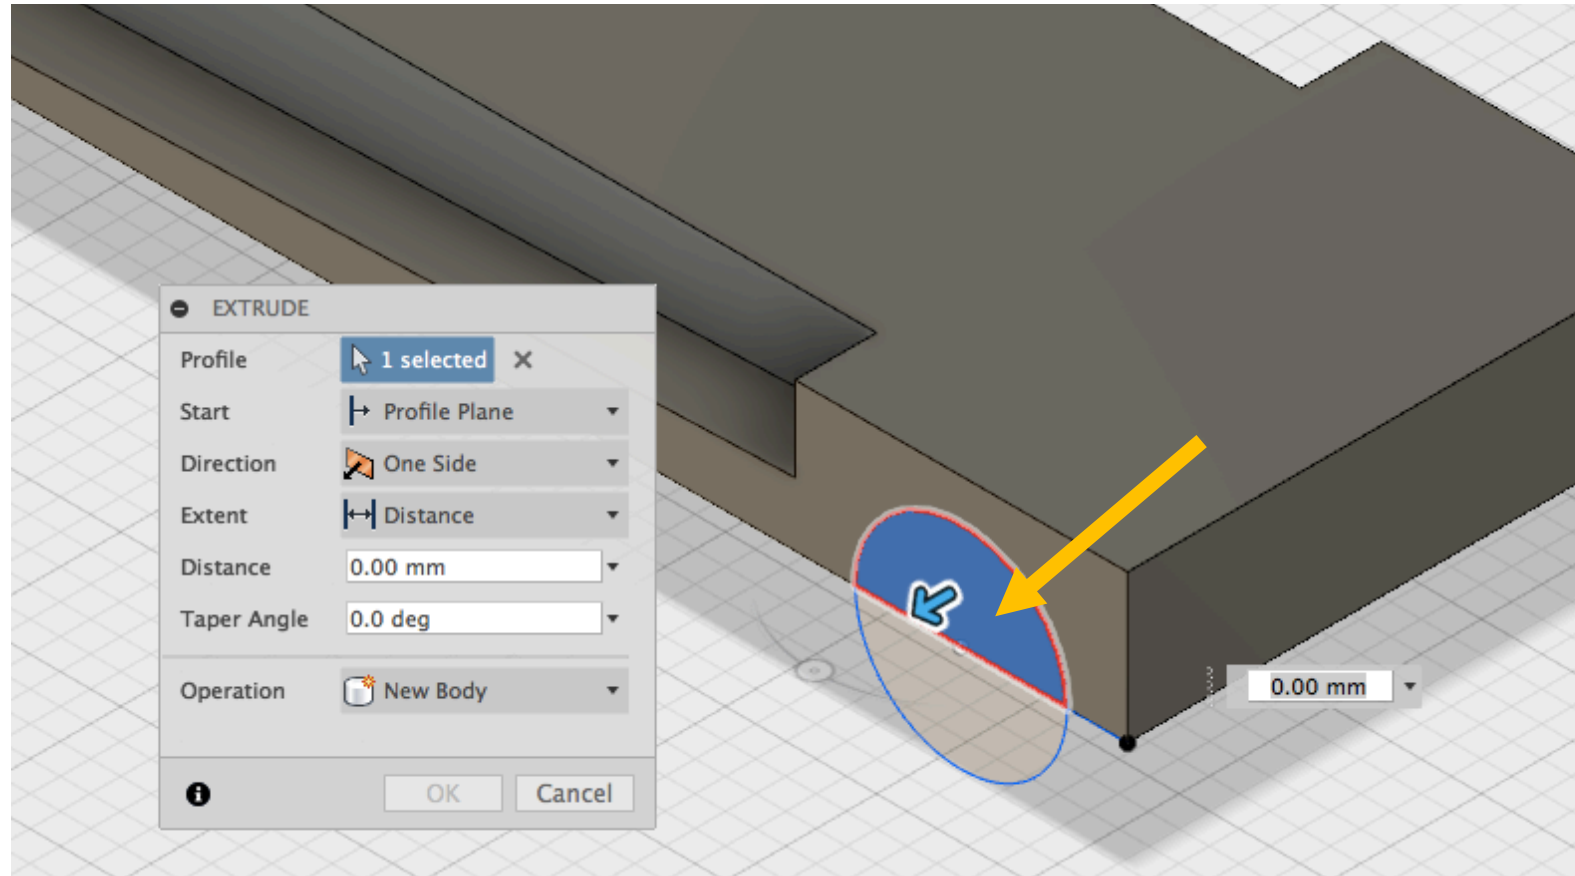 EXTRUDE
Profile 1 selected
Start Profile Plane
Direction One Side
Extent Distance
Distance 0.00 mm
Taper Angle 0.0 deg
Operation New Body
OK Cancel
0.00 mm